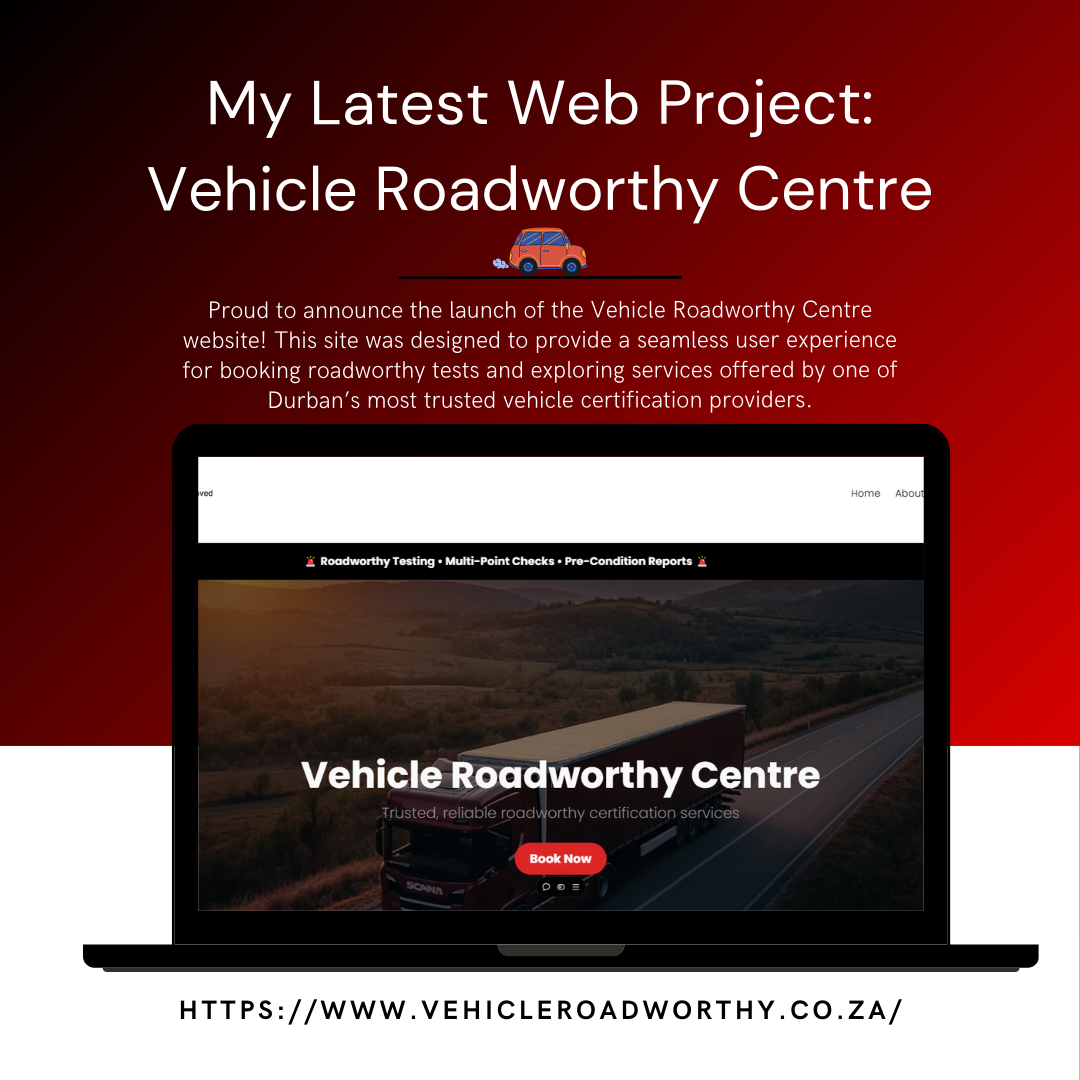 My Latest Web Project:
Vehicle Roadworthy Centre
Proud to announce the launch of the Vehicle Roadworthy Centre
website! This site was designed to provide a seamless user experience
for booking roadworthy tests and exploring services offered by one of
Durban’s most trusted vehicle certification providers.
Home About
🚨 Roadworthy Testing • Multi-Point Checks • Pre-Condition Reports 🚨
Vehicle Roadworthy Centre
Trusted, reliable roadworthy certification services
SCANIA
Book Now
HTTPS://WWW.VEHICLEROADWORTHY.CO.ZA/